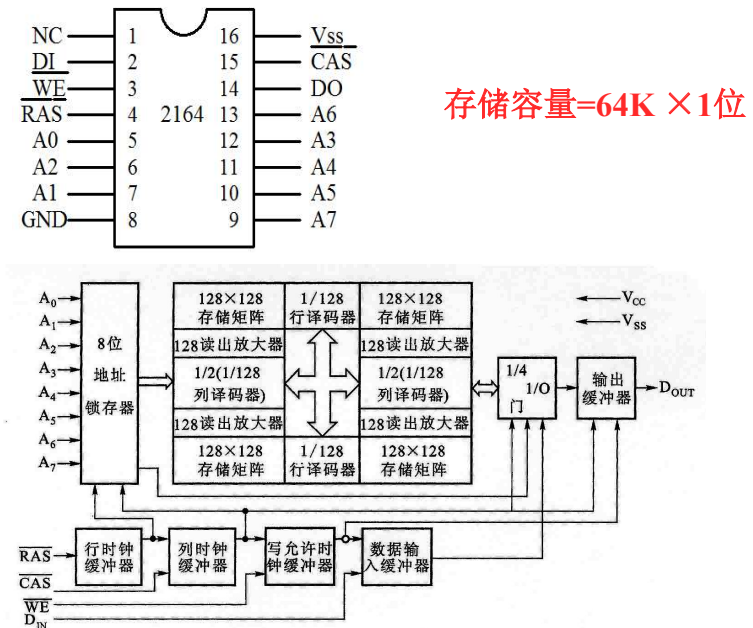 NC 1 16 Vss
DI 2 15 CAS
WE 3 14 DO
RAS 4 2164 13 A6
A0 5 12 A3
A2 6 11 A4
A1 7 10 A5
GND 8 9 A7
存储容量=64K ×1位
A₀
A₁
A₂
A₃
A₄
A₅
A₆
A₇
8位
地址
锁存器
128×128
存储矩阵
1/128
行译码器
128×128
存储矩阵
128读出放大器
128读出放大器
1/2(1/128
列译码器)
1/2(1/128
列译码器)
128读出放大器
128读出放大器
128×128
存储矩阵
1/128
行译码器
128×128
存储矩阵
V_CC
V_SS
1/4
I/O
门
输出
缓冲器
D_OUT
RAS
CAS
WE
D_IN
行时钟
缓冲器
列时钟
缓冲器
写允许时
钟缓冲器
数据输
入缓冲器